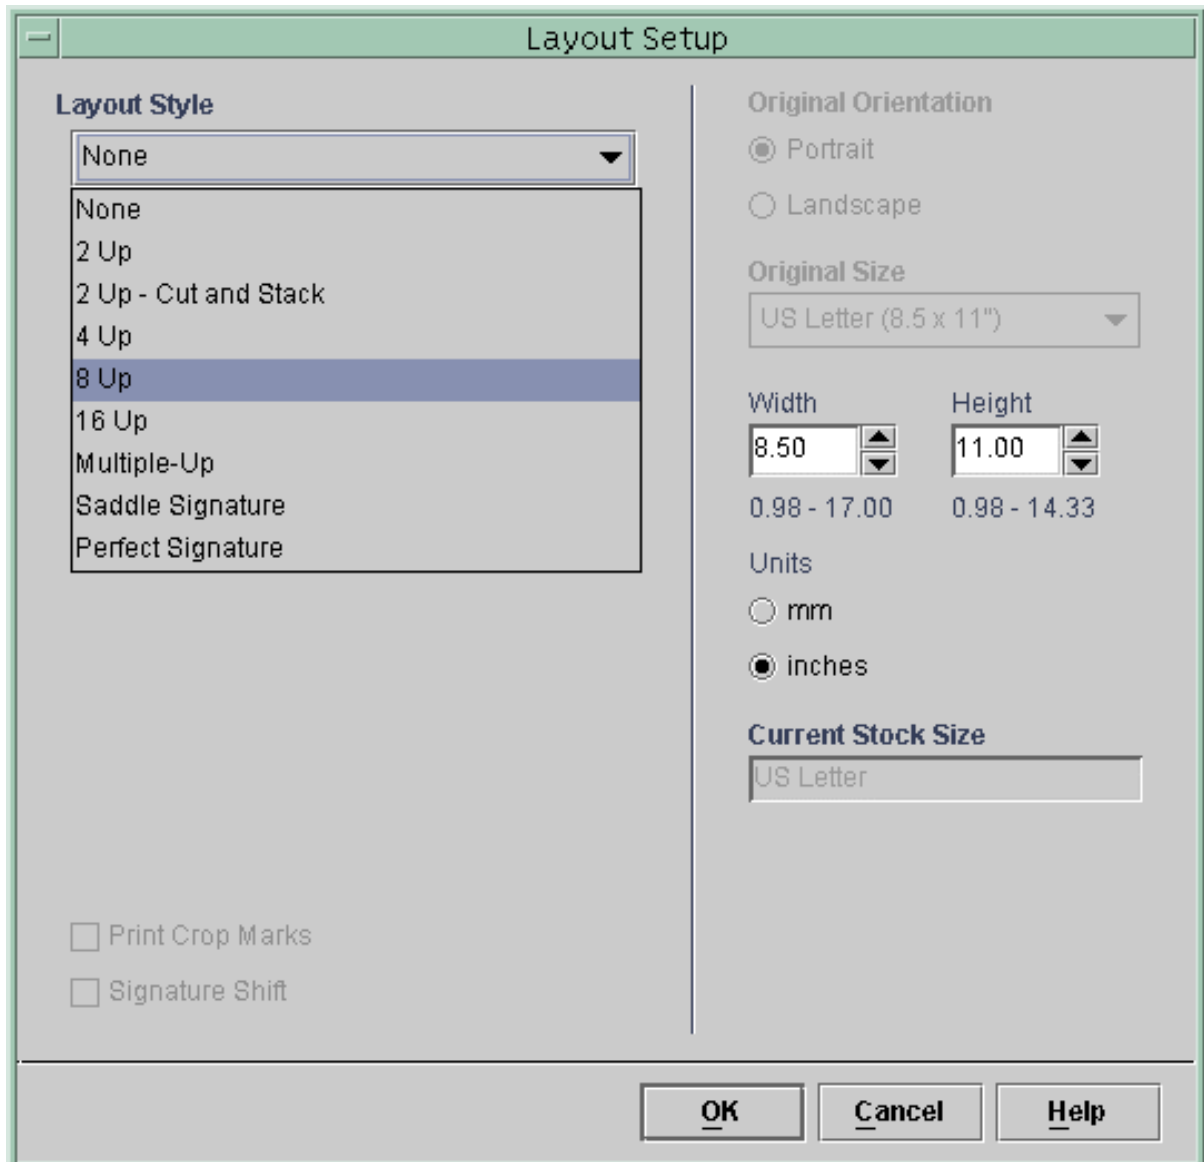 Layout Setup
Layout Style
None
None
2 Up
2 Up - Cut and Stack
4 Up
8 Up
16 Up
Multiple-Up
Saddle Signature
Perfect Signature
Print Crop Marks
Signature Shift
Original Orientation
Portrait
Landscape
Original Size
US Letter (8.5 x 11")
Width Height
8.50 11.00
0.98 - 17.00 0.98 - 14.33
Units
mm
inches
Current Stock Size
US Letter
OK Cancel Help